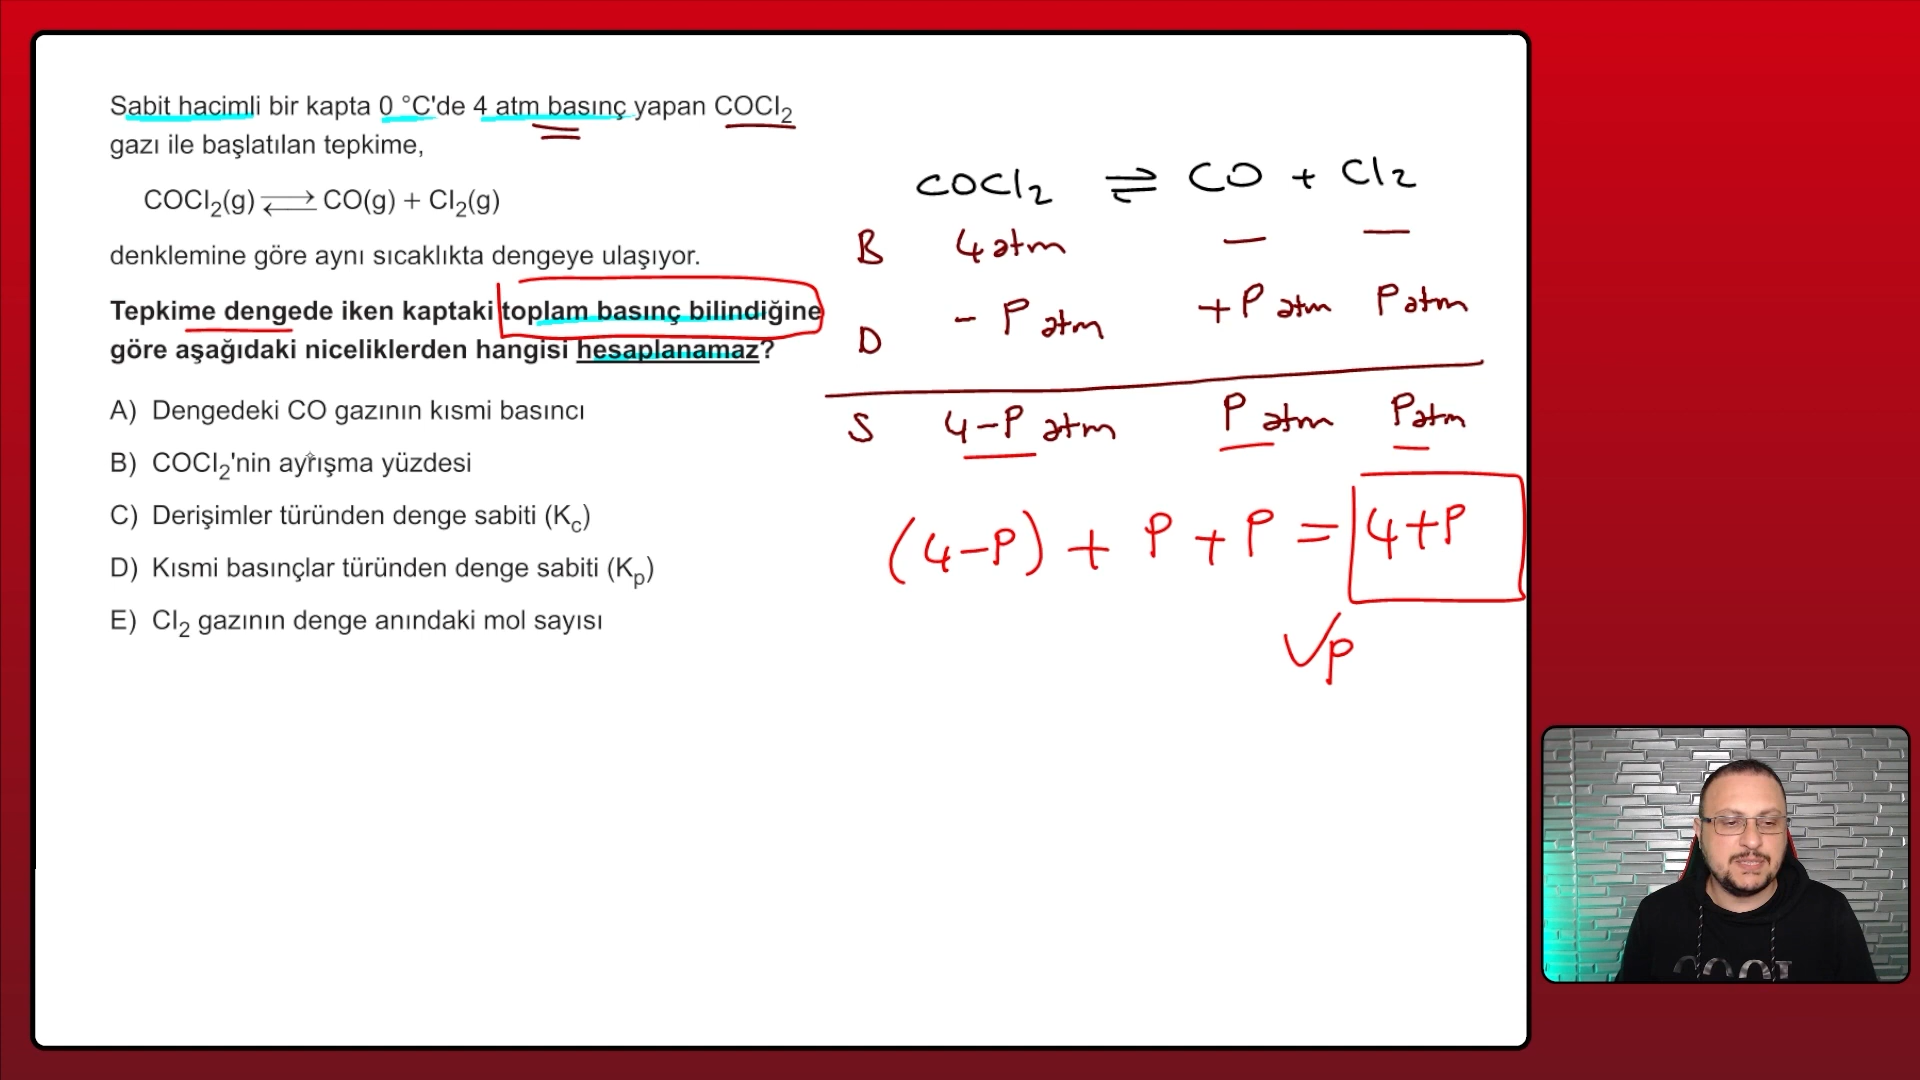 Sabit hacimli bir kapta 0 °C'de 4 atm basınç yapan COCl₂
gazı ile başlatılan tepkime,
COCl₂(g) ⇌ CO(g) + Cl₂(g)
denklemine göre aynı sıcaklıkta dengeye ulaşıyor.
Tepkime dengede iken kaptaki toplam basınç bilindiğine
göre aşağıdaki niceliklerden hangisi hesaplanamaz?
A) Dengedeki CO gazının kısmi basıncı
B) COCl₂'nin ayrışma yüzdesi
C) Derişimler türünden denge sabiti (Kc)
D) Kısmi basınçlar türünden denge sabiti (Kp)
E) Cl₂ gazının denge anındaki mol sayısı
COCl₂ ⇌ CO + Cl₂
B 4 atm — —
D - P atm +P atm P atm
S 4-P atm P atm P atm
(4-P) + P + P = 4+P
√p